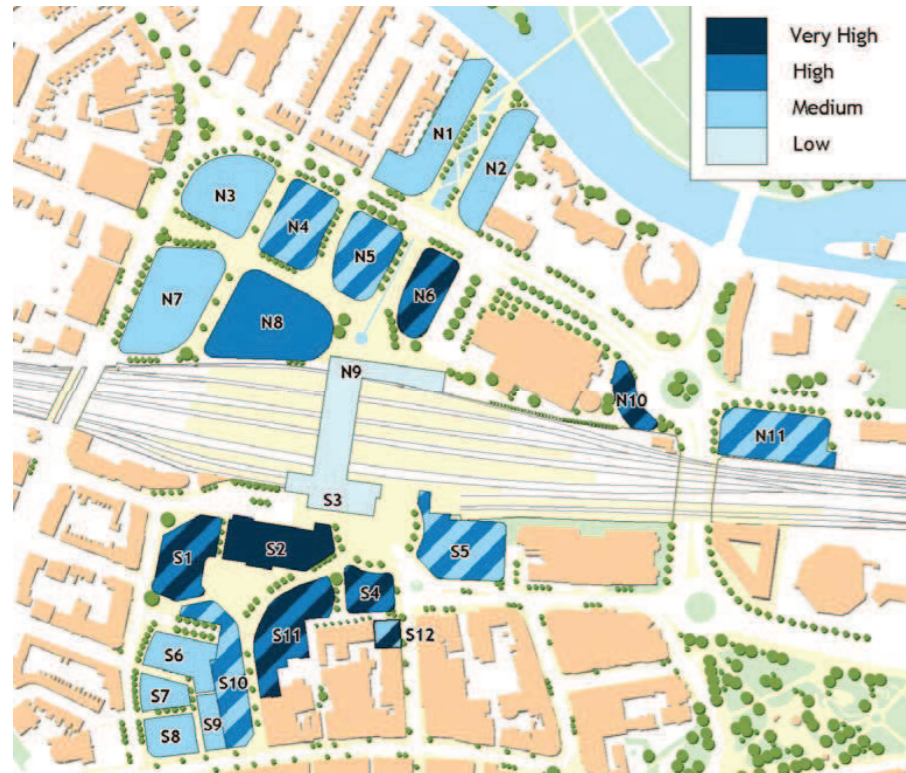 Very High
High
Medium
Low
N1
N2
N3
N4
N5
N6
N7
N8
N9
N10
N11
S3
S1
S2
S5
S4
S11
S12
S6
S10
S7
S9
S8